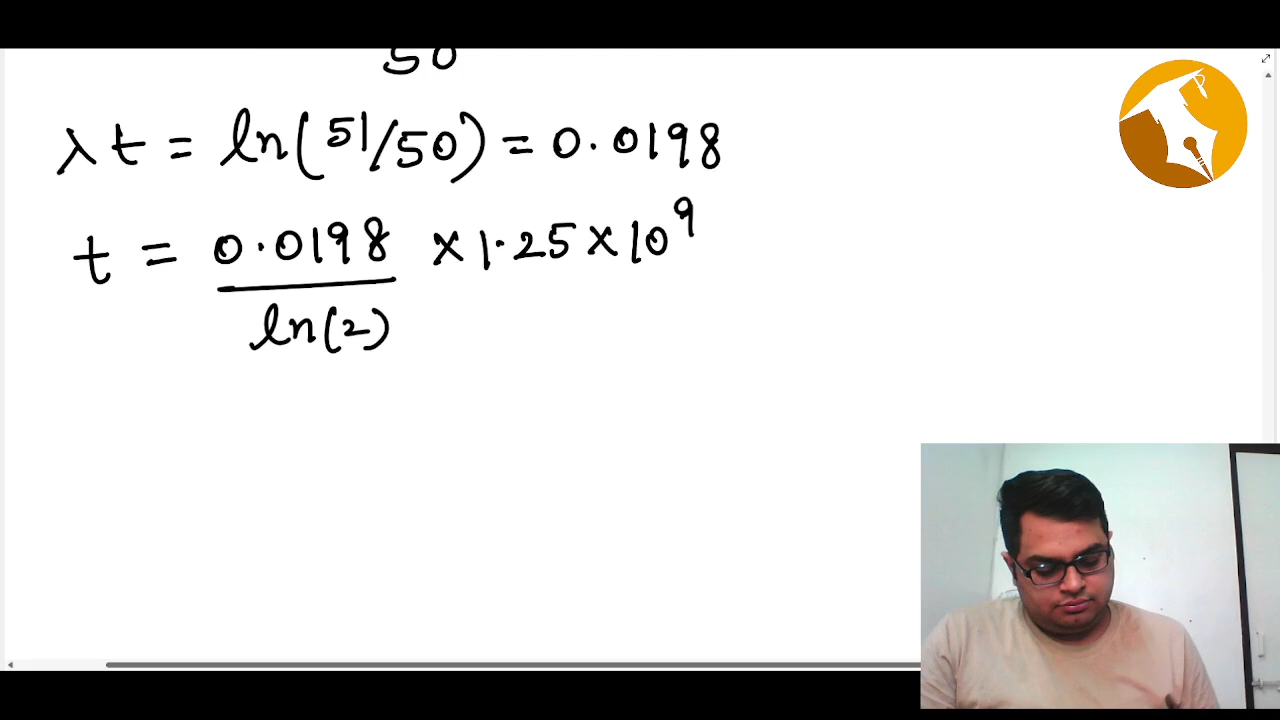 50
λt = ln(51/50) = 0.0198
t = 0.0198 × 1.25 × 10⁹
ln(2)